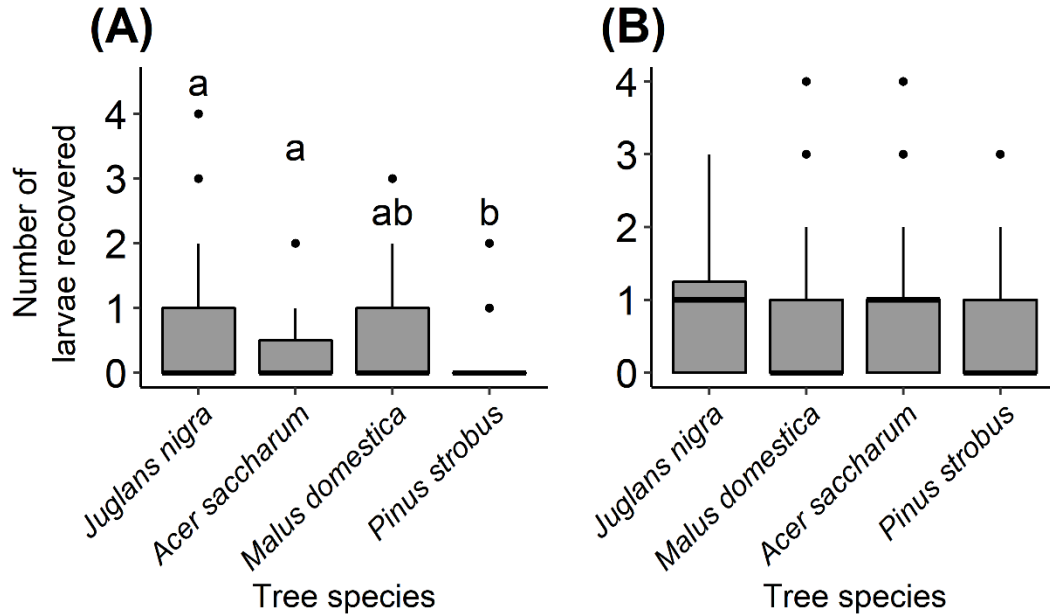 (A)
Number of
larvae recovered
4
3
2
1
0
a
a
ab
b
Juglans nigra
Acer saccharum
Malus domestica
Pinus strobus
Tree species
(B)
4
3
2
1
0
Juglans nigra
Malus domestica
Acer saccharum
Pinus strobus
Tree species